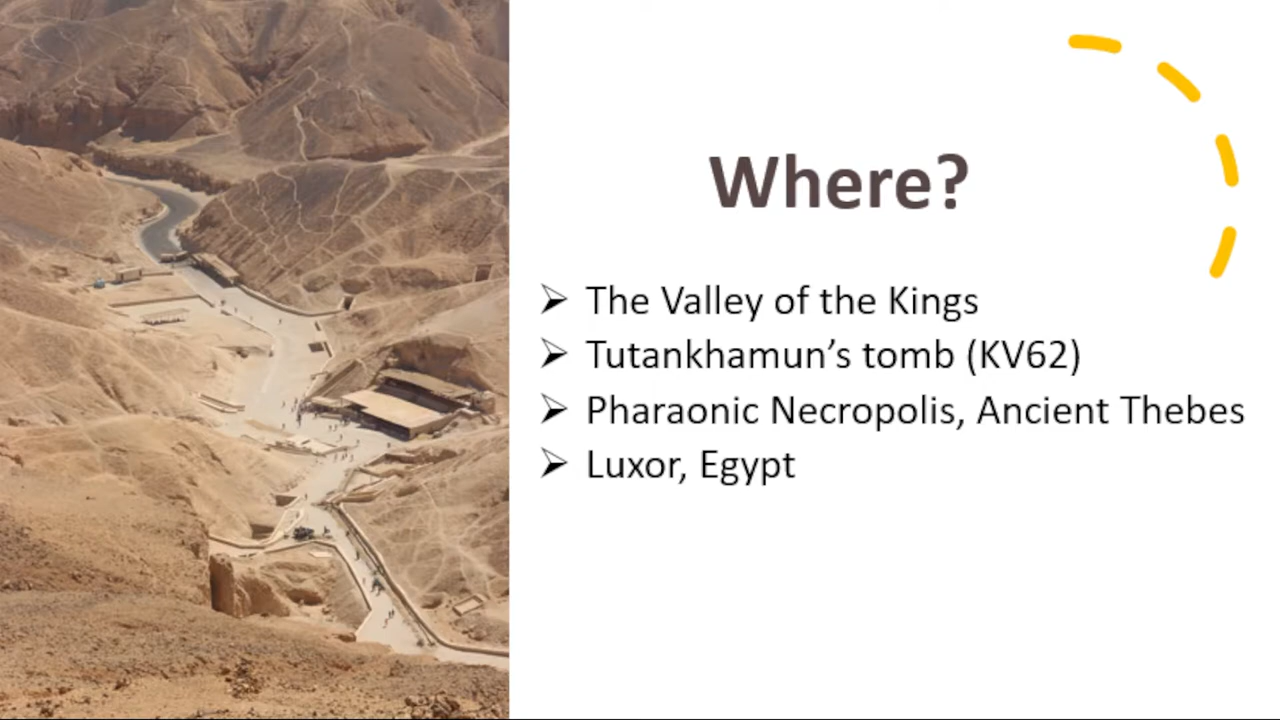 Where?
➢ The Valley of the Kings
➢ Tutankhamun’s tomb (KV62)
➢ Pharaonic Necropolis, Ancient Thebes
➢ Luxor, Egypt